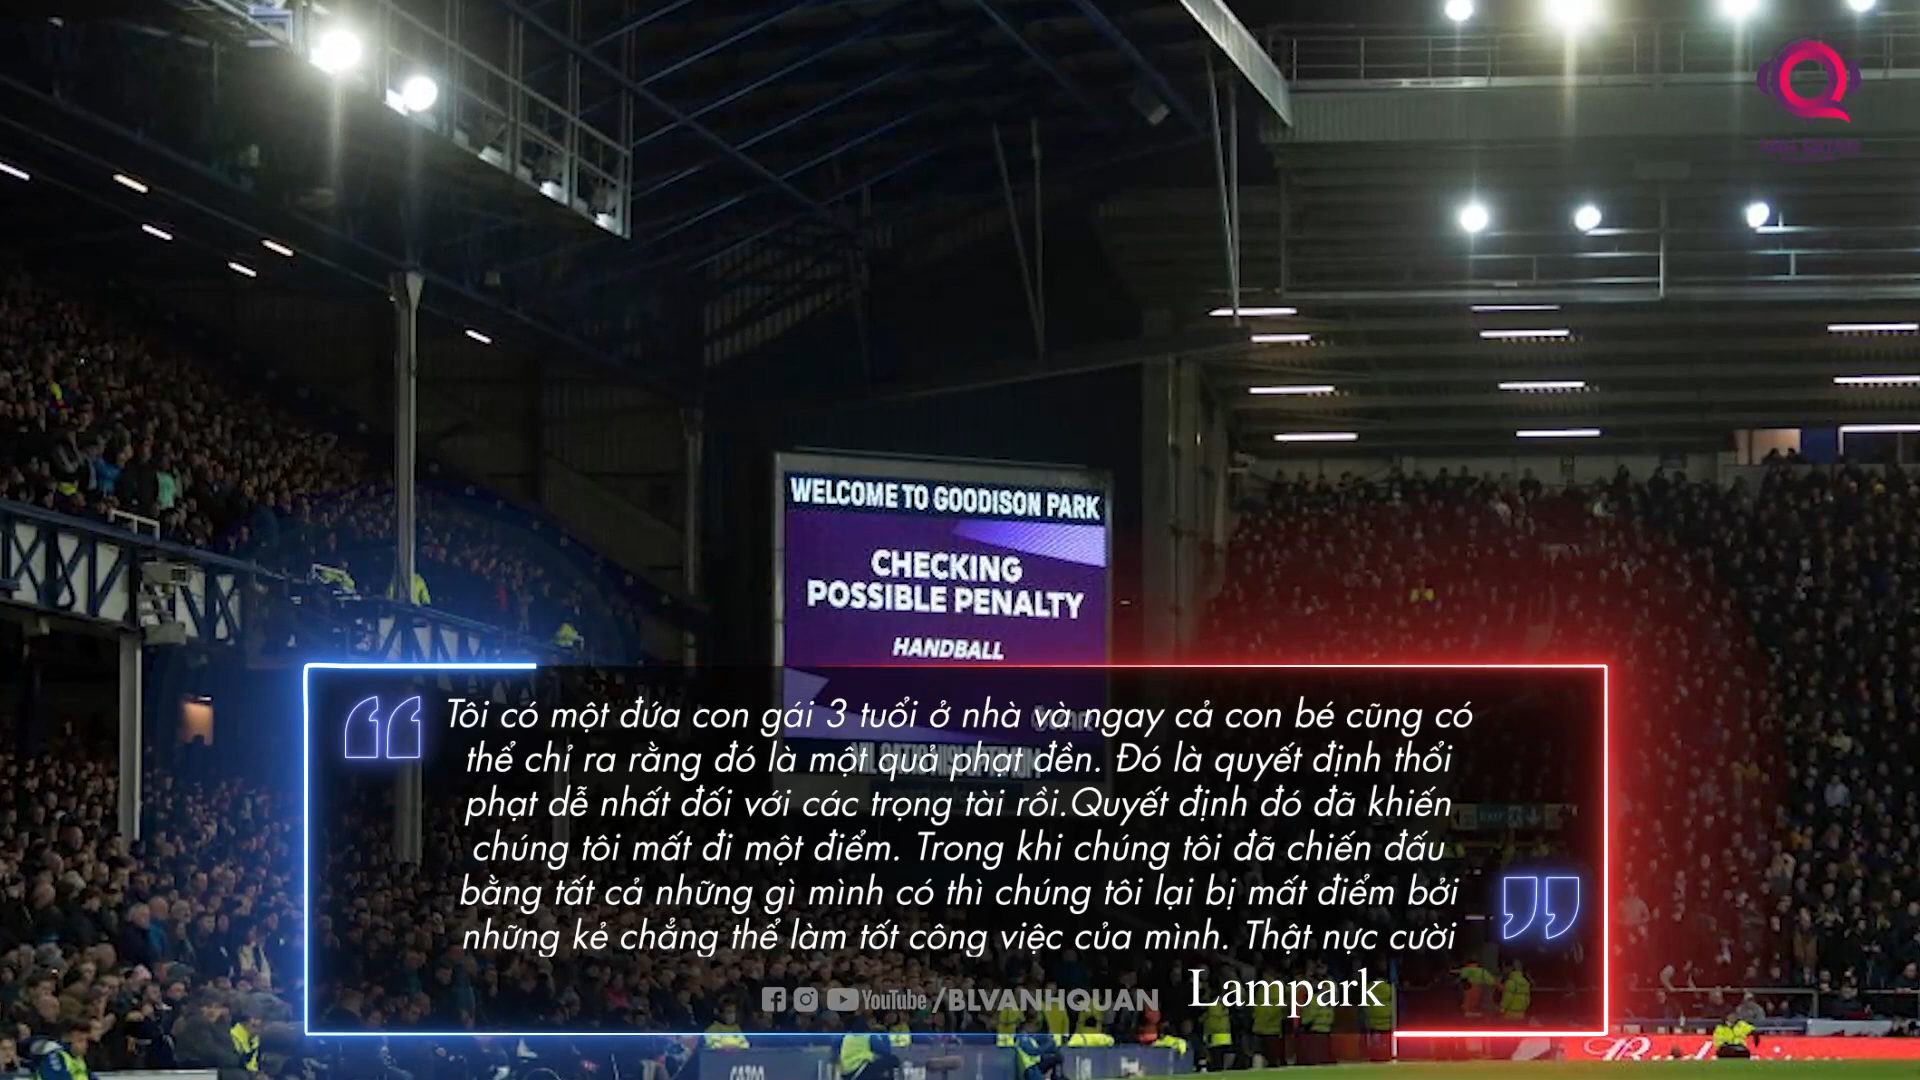 WELCOME TO GOODISON PARK
CHECKING
POSSIBLE PENALTY
HANDBALL
Tôi có một đứa con gái 3 tuổi ở nhà và ngay cả con bé cũng có
thể chỉ ra rằng đó là một quả phạt đền. Đó là quyết định thổi
phạt dễ nhất đối với các trọng tài rồi.Quyết định đó đã khiến
chúng tôi mất đi một điểm. Trong khi chúng tôi đã chiến đấu
bằng tất cả những gì mình có thì chúng tôi lại bị mất điểm bởi
những kẻ chẳng thể làm tốt công việc của mình. Thật nực cười
YouTube /BLVANHQUAN
Lampark
Budweiser